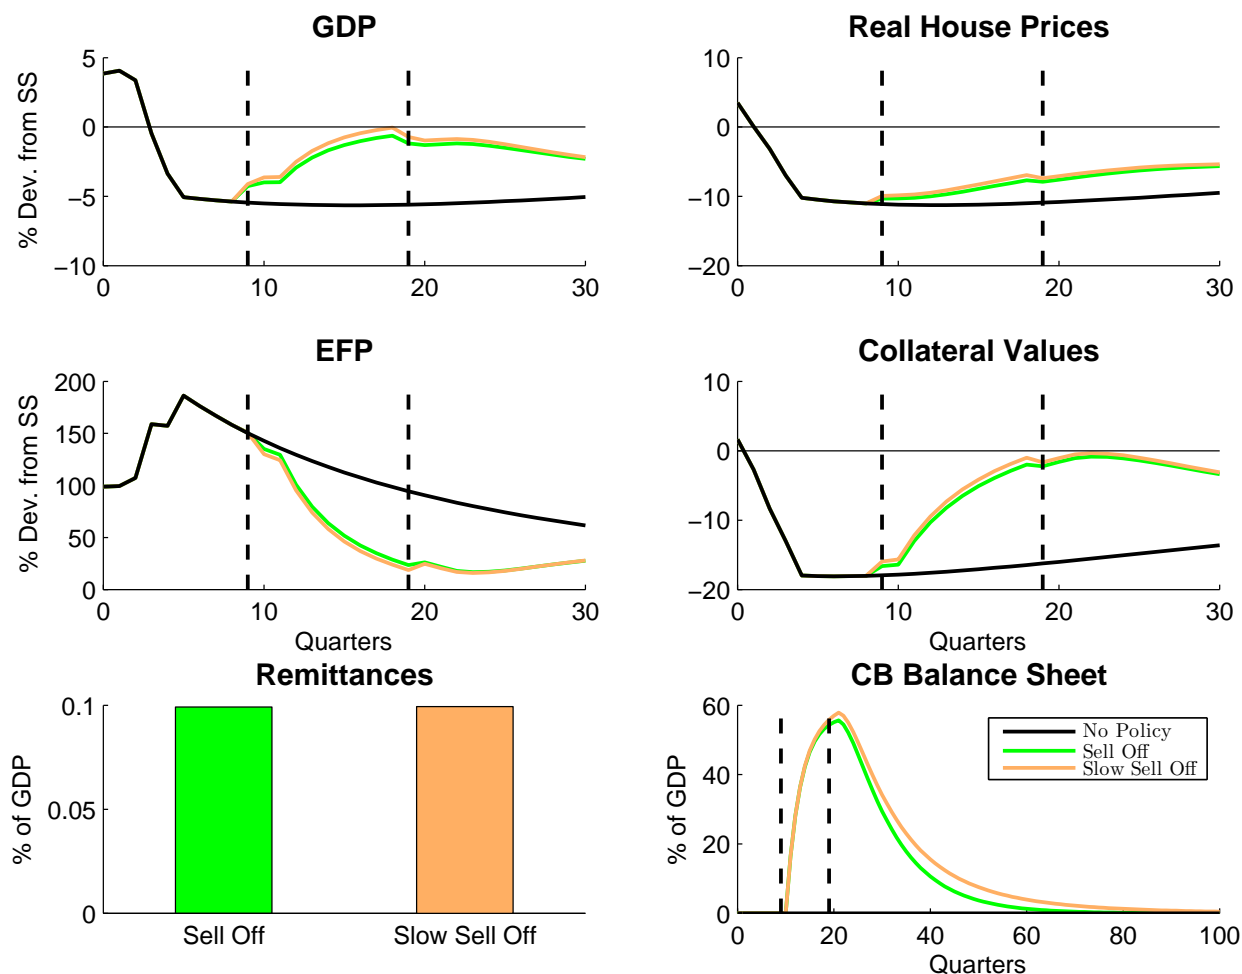 GDP
% Dev. from SS
5
0
−5
−10
0 10 20 30
Real House Prices
10
0
−10
−20
0 10 20 30
EFP
% Dev. from SS
200
150
100
50
0
0 10 20 30
Quarters
Collateral Values
10
0
−10
−20
0 10 20 30
Quarters
Remittances
% of GDP
0.1
0.05
0
Sell Off Slow Sell Off
CB Balance Sheet
% of GDP
60
40
20
0
No Policy
Sell Off
Slow Sell Off
0 20 40 60 80 100
Quarters